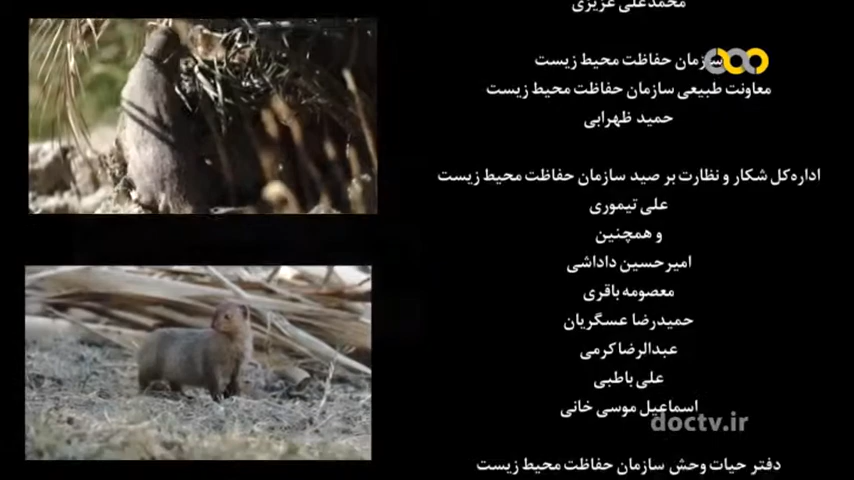 محمدعلی عزیزی
سازمان حفاظت محیط زیست
معاونت طبیعی سازمان حفاظت محیط زیست
حمید ظهرابی
اداره‌کل شکار و نظارت بر صید سازمان حفاظت محیط زیست
علی تیموری
و همچنین
امیرحسین داداشی
معصومه باقری
حمیدرضا عسگریان
عبدالرضا کرمی
علی باطبی
اسماعیل موسی خانی
doctv.ir
دفتر حیات وحش سازمان حفاظت محیط زیست